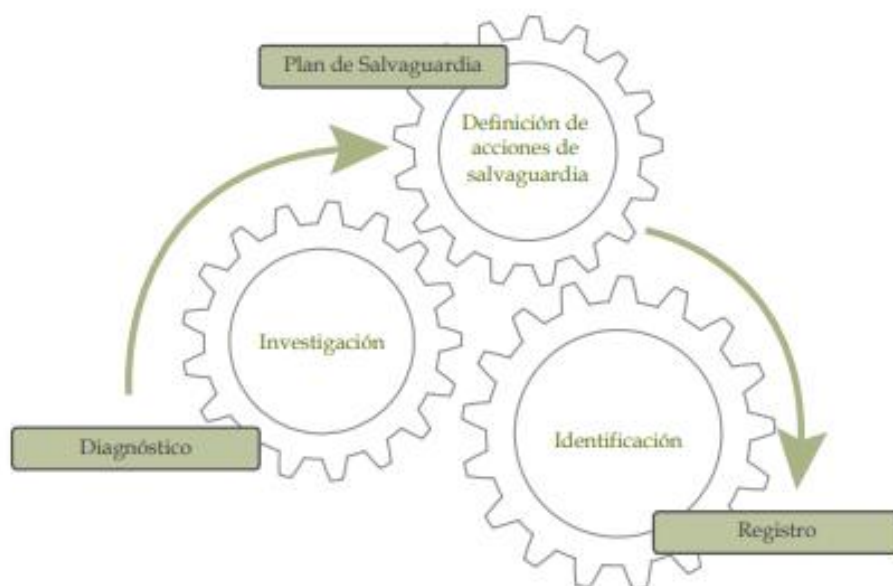 Plan de Salvaguardia
Definición de
acciones de
salvaguardia
Investigación
Diagnóstico
Identificación
Registro